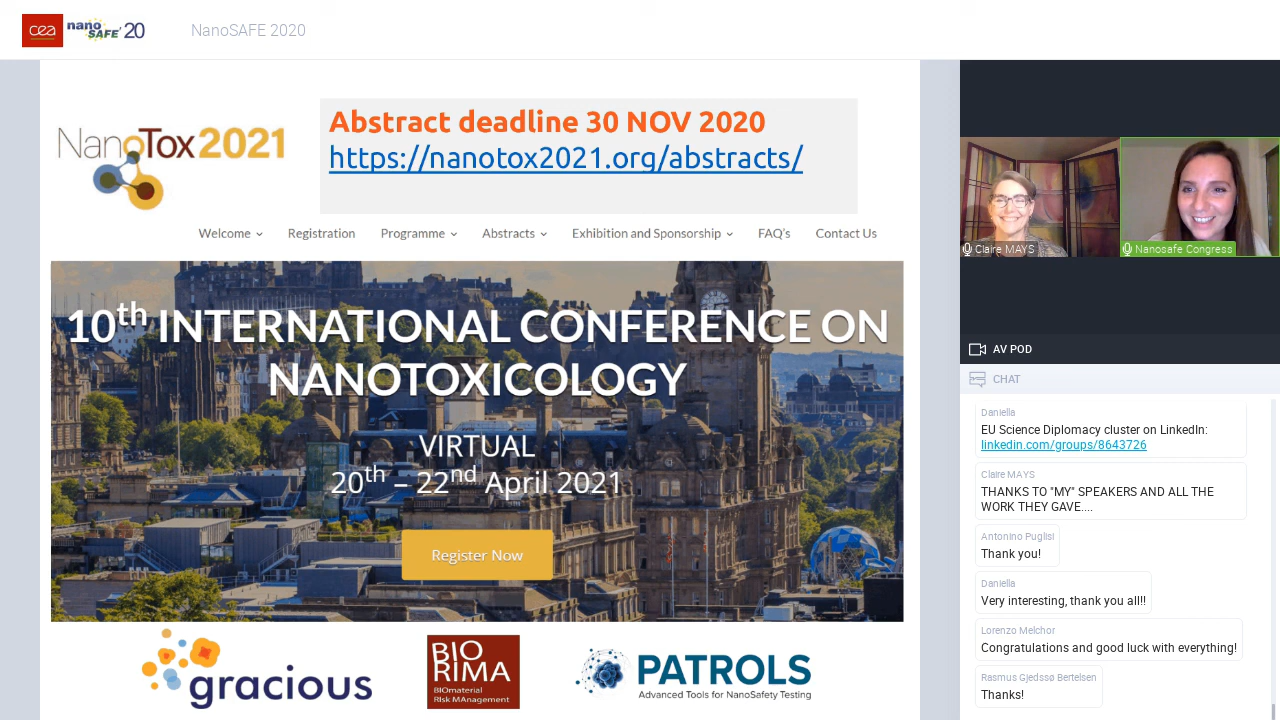 cea
nano
SAFE' 20
NanoSAFE 2020
NanoTox 2021
Abstract deadline 30 NOV 2020
https://nanotox2021.org/abstracts/
Welcome
Registration
Programme
Abstracts
Exhibition and Sponsorship
FAQ's
Contact Us
10th INTERNATIONAL CONFERENCE ON
NANOTOXICOLOGY
VIRTUAL
20th – 22nd April 2021
Register Now
gracious
BIO
RIMA
BIOmaterial
RIsk MAnagement
PATROLS
Advanced Tools for NanoSafety Testing
Claire MAYS
Nanosafe Congress
AV POD
CHAT
Daniella
EU Science Diplomacy cluster on LinkedIn:
linkedin.com/groups/8643726
Claire MAYS
THANKS TO "MY" SPEAKERS AND ALL THE
WORK THEY GAVE....
Antonino Puglisi
Thank you!
Daniella
Very interesting, thank you all!!
Lorenzo Melchor
Congratulations and good luck with everything!
Rasmus Gjedssø Bertelsen
Thanks!